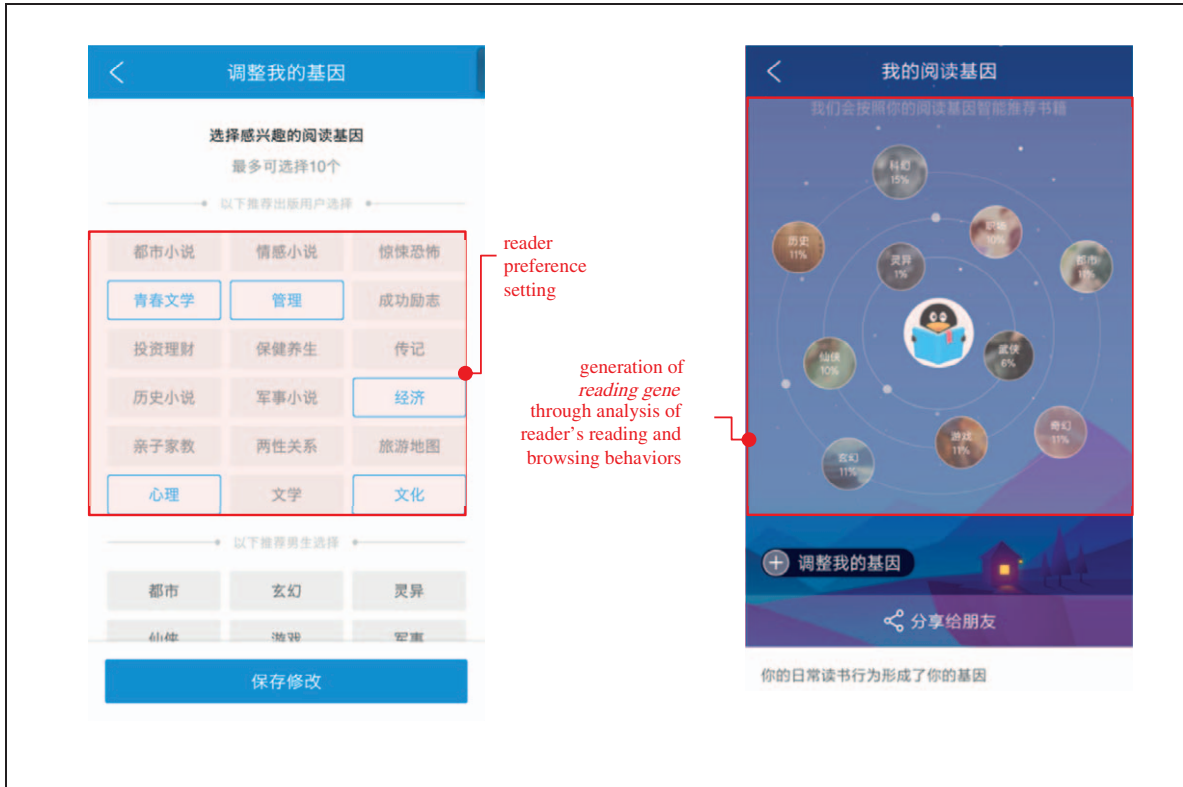 调整我的基因
选择感兴趣的阅读基因
最多可选择10个
以下推荐出版用户选择
都市小说 情感小说 惊悚恐怖
青春文学 管理 成功励志
投资理财 保健养生 传记
历史小说 军事小说 经济
亲子家教 两性关系 旅游地图
心理 文学 文化
以下推荐男生选择
都市 玄幻 灵异
仙侠 游戏 军事
保存修改
reader
preference
setting
generation of
reading gene
through analysis of
reader's reading and
browsing behaviors
我的阅读基因
我们会按照你的阅读基因智能推荐书籍
科幻
15%
历史
11%
职场
10%
灵异
1%
都市
11%
仙侠
10%
武侠
6%
奇幻
11%
游戏
11%
玄幻
11%
调整我的基因
分享给朋友
你的日常读书行为形成了你的基因